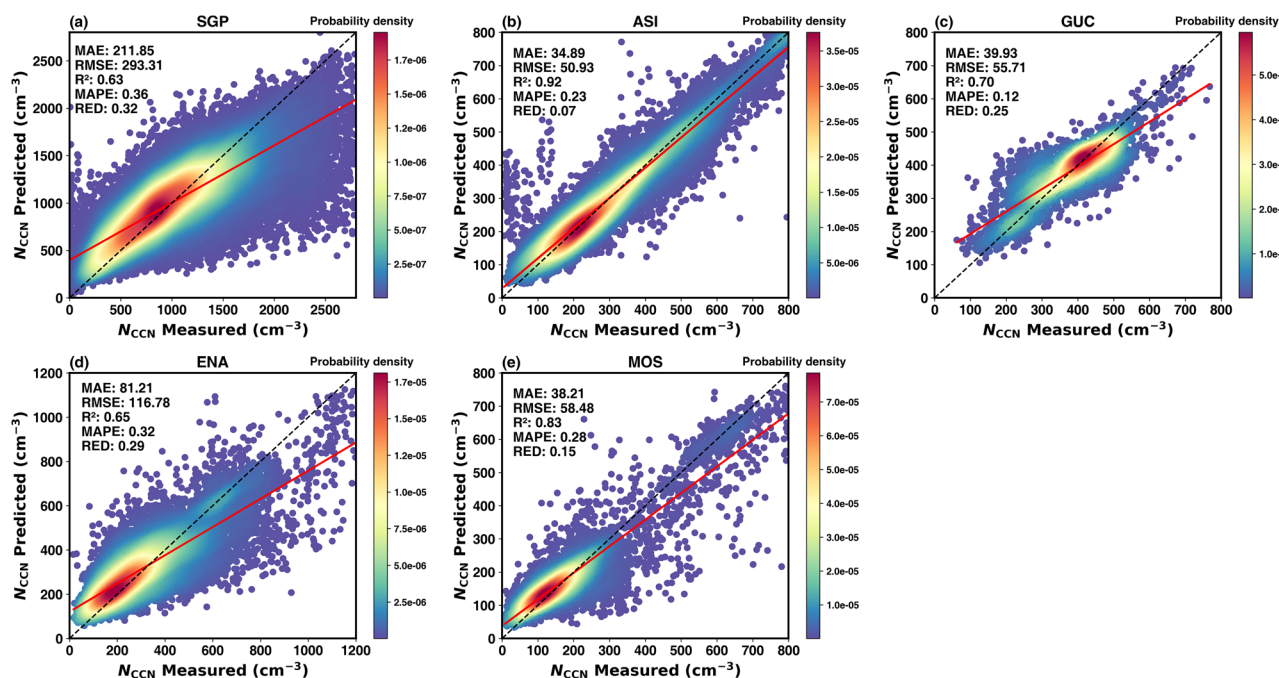 (a) SGP Probability density
MAE: 211.85
RMSE: 293.31
R²: 0.63
MAPE: 0.36
RED: 0.32
2500
2000
1500
1000
500
0
N_CCN Predicted (cm⁻³)
0 500 1000 1500 2000 2500
N_CCN Measured (cm⁻³)
1.7e-06
1.5e-06
1.2e-06
1.0e-06
7.5e-07
5.0e-07
2.5e-07
(b) ASI Probability density
MAE: 34.89
RMSE: 50.93
R²: 0.92
MAPE: 0.23
RED: 0.07
800
700
600
500
400
300
200
100
0
N_CCN Predicted (cm⁻³)
0 100 200 300 400 500 600 700 800
N_CCN Measured (cm⁻³)
3.5e-05
3.0e-05
2.5e-05
2.0e-05
1.5e-05
1.0e-05
5.0e-06
(c) GUC Probability density
MAE: 39.93
RMSE: 55.71
R²: 0.70
MAPE: 0.12
RED: 0.25
800
700
600
500
400
300
200
100
0
N_CCN Predicted (cm⁻³)
0 100 200 300 400 500 600 700 800
N_CCN Measured (cm⁻³)
5.0e-
4.0e-
3.0e-
2.0e-
1.0e-
(d) ENA Probability density
MAE: 81.21
RMSE: 116.78
R²: 0.65
MAPE: 0.32
RED: 0.29
1200
1000
800
600
400
200
0
N_CCN Predicted (cm⁻³)
0 200 400 600 800 1000 1200
N_CCN Measured (cm⁻³)
1.7e-05
1.5e-05
1.2e-05
1.0e-05
7.5e-06
5.0e-06
2.5e-06
(e) MOS Probability density
MAE: 38.21
RMSE: 58.48
R²: 0.83
MAPE: 0.28
RED: 0.15
800
700
600
500
400
300
200
100
0
N_CCN Predicted (cm⁻³)
0 100 200 300 400 500 600 700 800
N_CCN Measured (cm⁻³)
7.0e-05
6.0e-05
5.0e-05
4.0e-05
3.0e-05
2.0e-05
1.0e-05